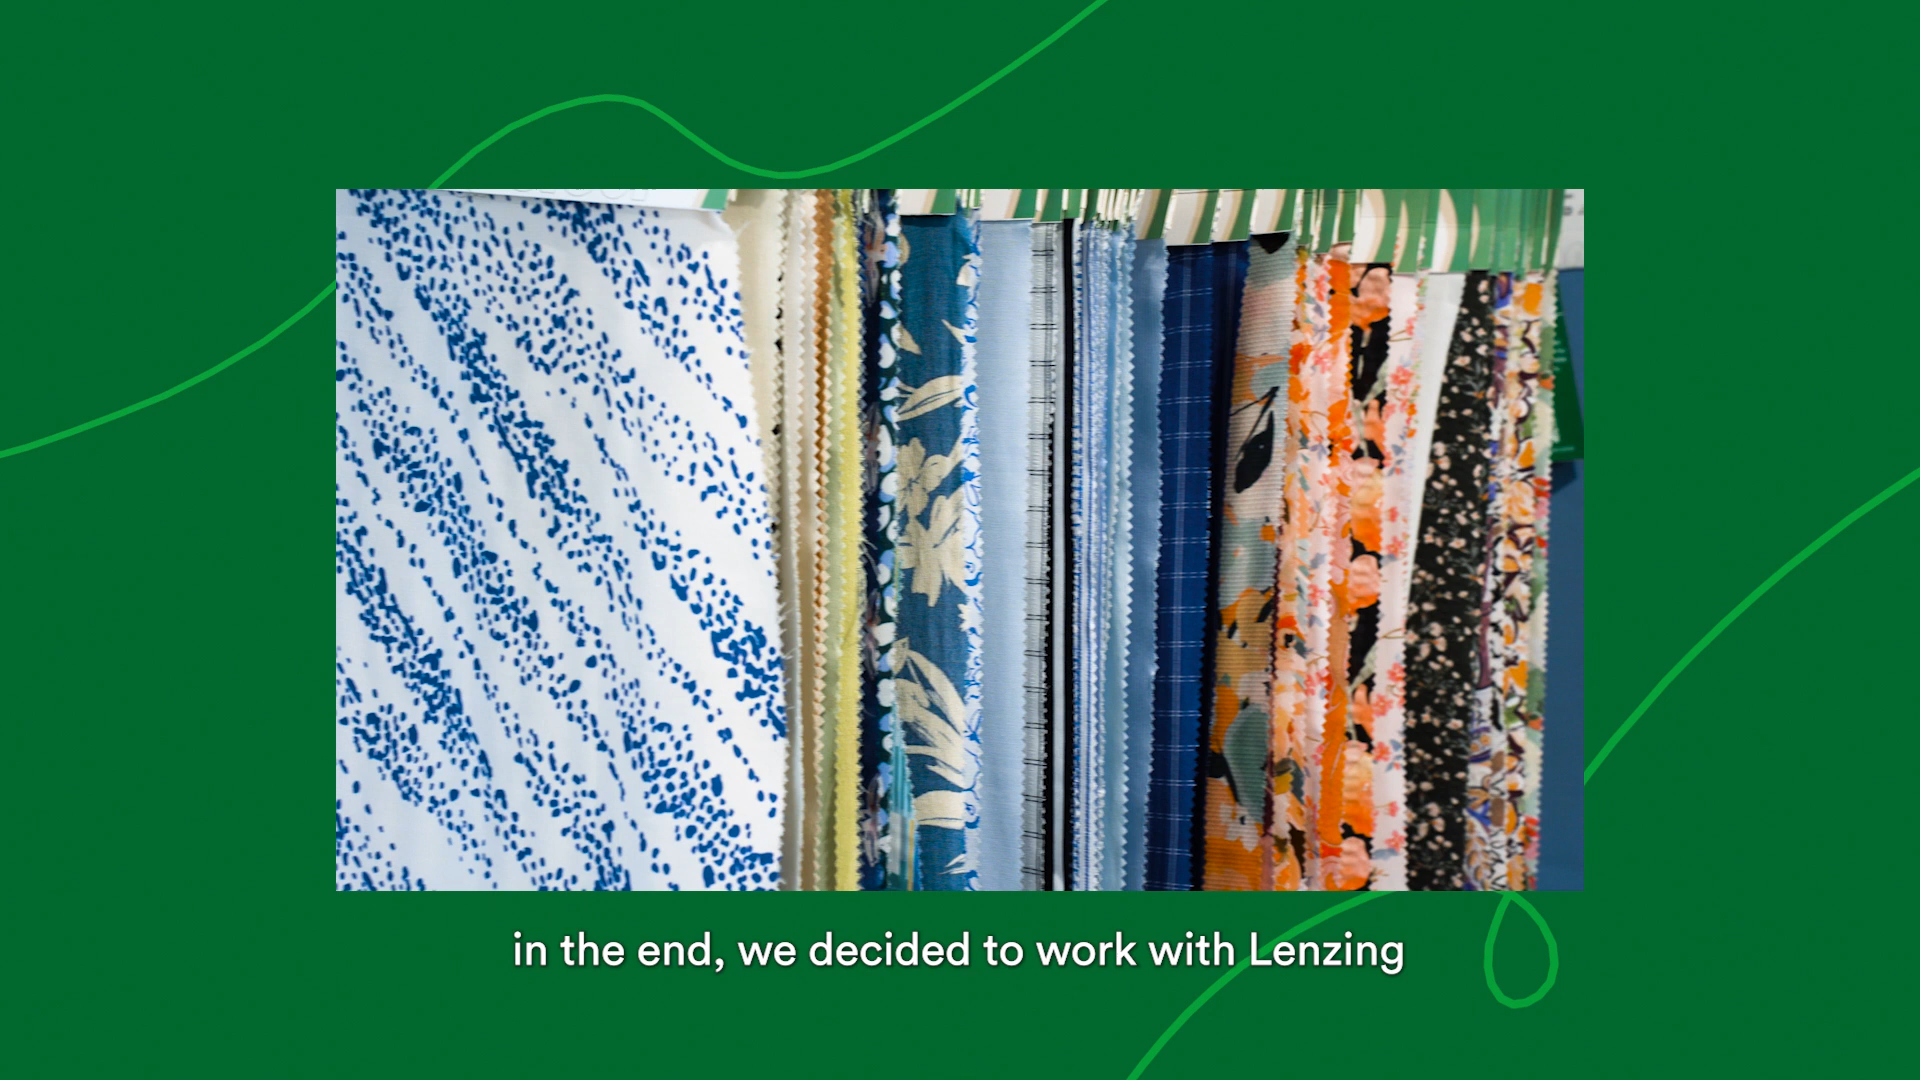 in the end, we decided to work with Lenzing